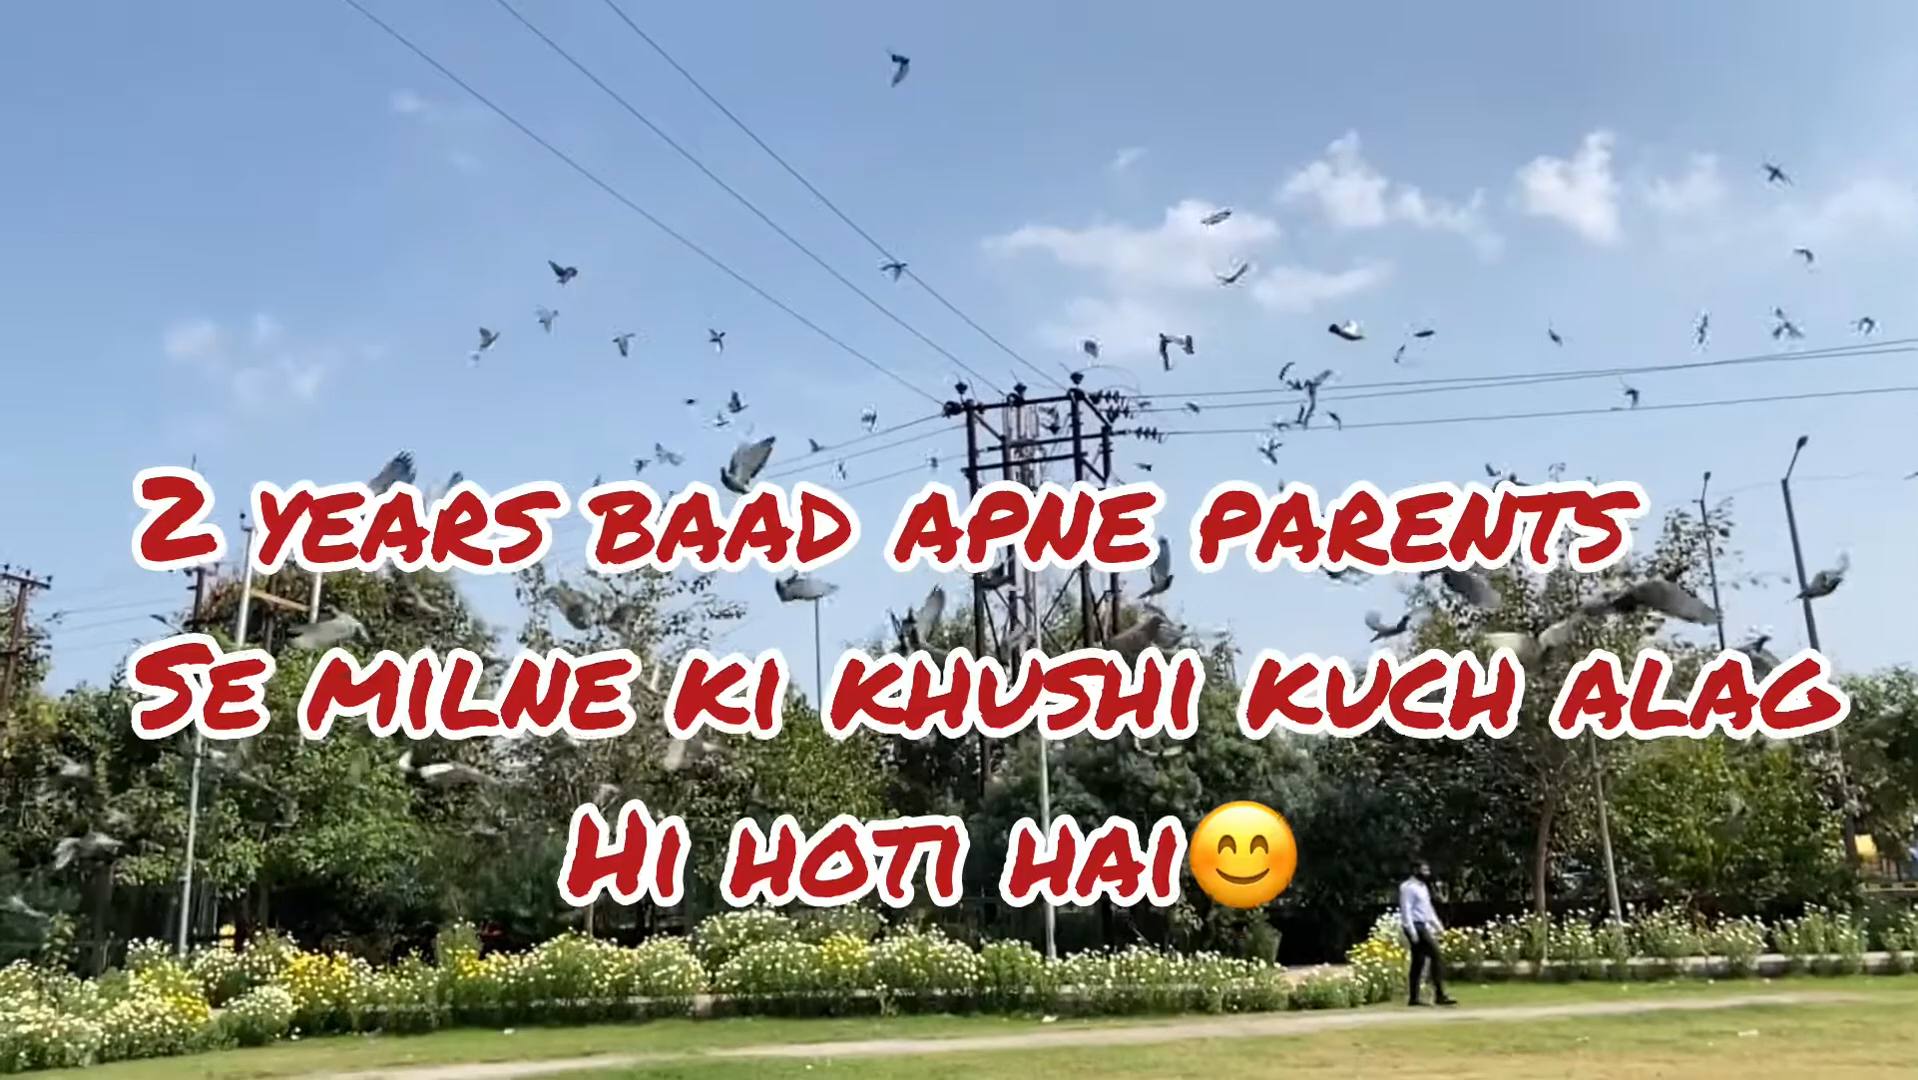 2 years baad apne parents
Se milne ki khushi kuch alag
Hi hoti hai😊